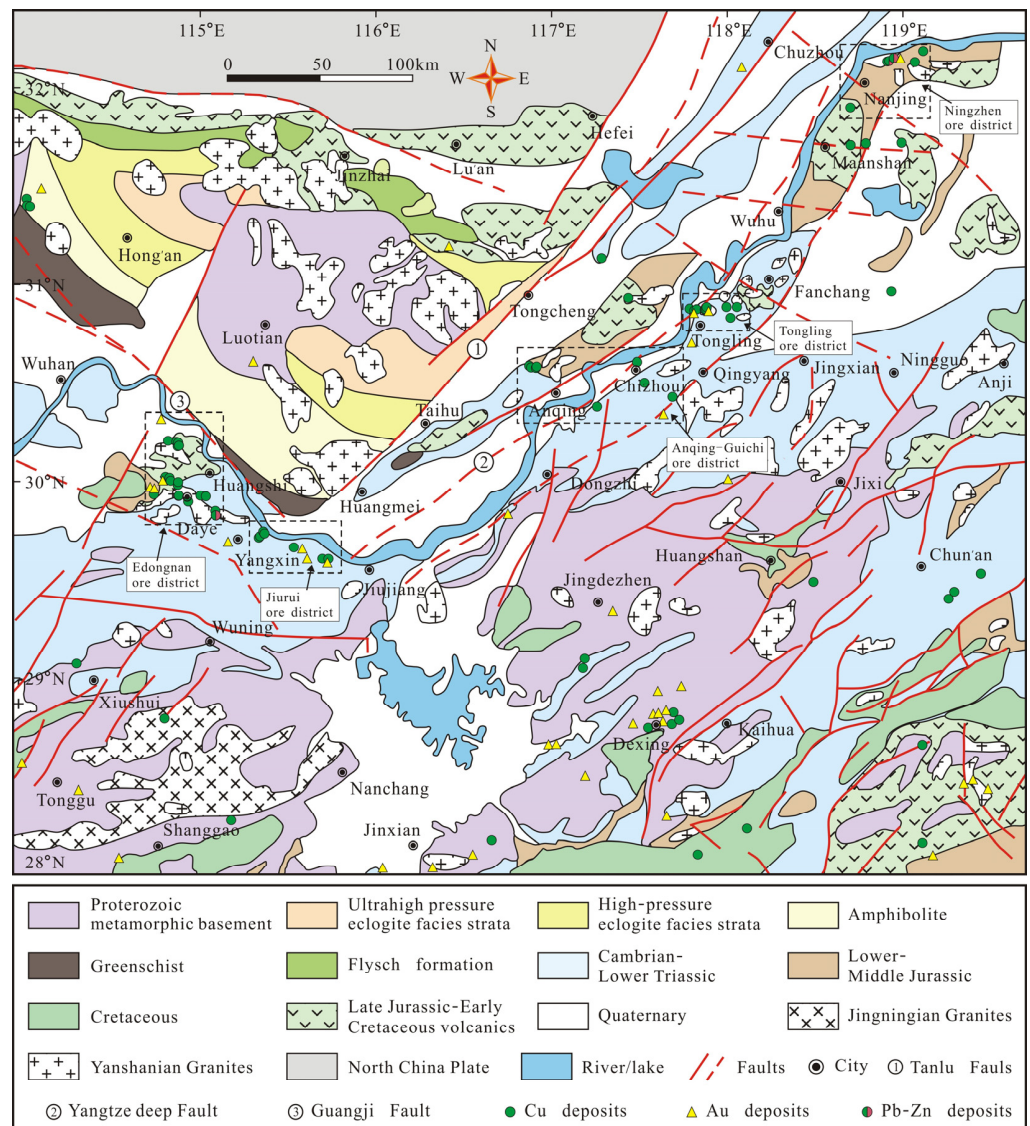 115°E 116°E 117°E 118°E 119°E
0 50 100km
N
W E
S
Chuzhou
32°N
Nanjing
Ningzhen
ore district
Hefei
Lu'an
Jinzhai
Maanshan
Wuhu
Hong'an
31°N
Tongcheng
①
Fanchang
Luotian
Tongling
Tongling
ore district
Wuhan
Chizhou
Qingyang
Jingxian
Ningguo
Anji
③
Taihu
Anqing
②
Anqing-Guichi
ore district
30°N
Huangshi
Huangmei
Dongzhi
Jixi
Daye
Edongnan
ore district
Yangxin
Jiurui
ore district
Jiujiang
Huangshan
Chun'an
Jingdezhen
Wuning
29°N
Xiushui
Dexing
Kaihua
Tonggu
Nanchang
Shanggao
Jinxian
28°N
Proterozoic
metamorphic basement
Ultrahigh pressure
eclogite facies strata
High-pressure
eclogite facies strata
Amphibolite
Greenschist
Flysch formation
Cambrian-
Lower Triassic
Lower-
Middle Jurassic
Cretaceous
Late Jurassic-Early
Cretaceous volcanics
Quaternary
Jingningian Granites
Yanshanian Granites
North China Plate
River/lake
Faults
City
① Tanlu Fauls
② Yangtze deep Fault
③ Guangji Fault
Cu deposits
Au deposits
Pb-Zn deposits